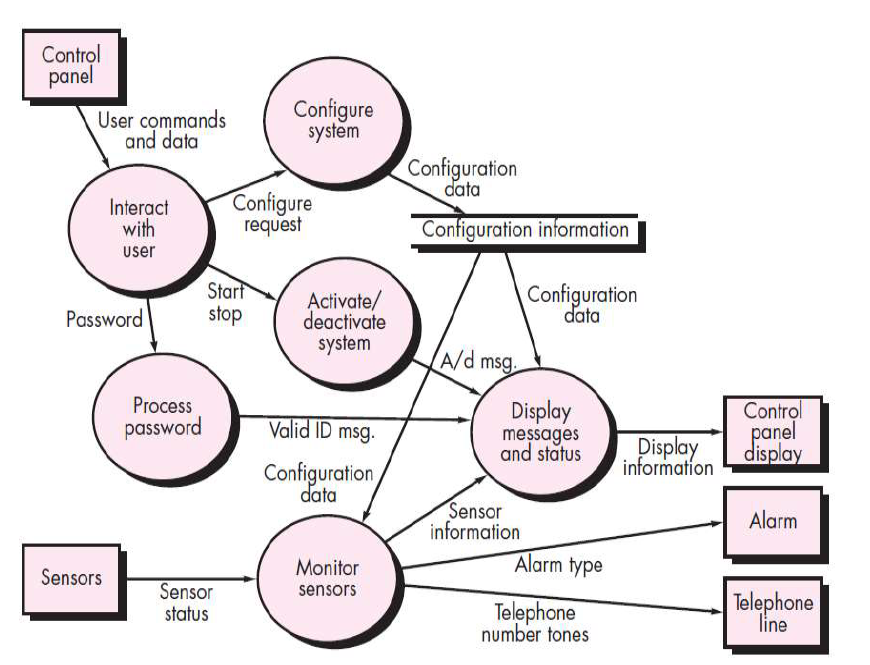 Control
panel
User commands
and data
Configure
system
Interact
with
user
Configure
request
Configuration
data
Configuration information
Start
stop
Activate/
deactivate
system
Configuration
data
Password
A/d msg.
Process
password
Valid ID msg.
Display
messages
and status
Control
panel
display
Display
information
Configuration
data
Sensor
information
Alarm
Sensors
Sensor
status
Monitor
sensors
Alarm type
Telephone
number tones
Telephone
line